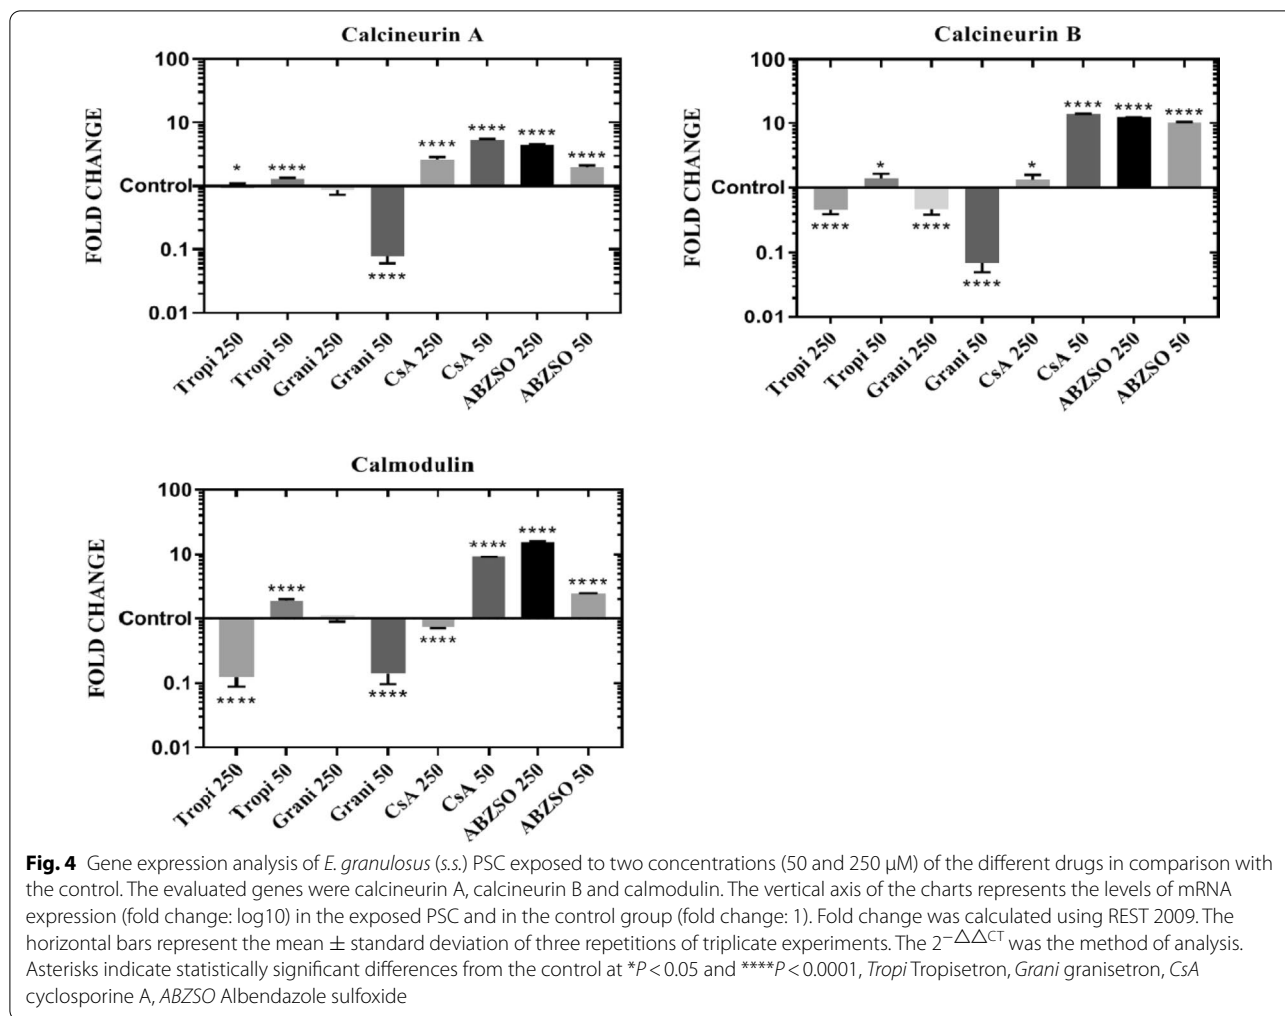 Calcineurin A
100
10
Control
0.1
0.01
FOLD CHANGE
*
****
****
****
****
****
****
Tropi 250
Tropi 50
Grani 250
Grani 50
CsA 250
CsA 50
ABZSO 250
ABZSO 50
Calcineurin B
100
10
Control
0.1
0.01
FOLD CHANGE
****
*
****
****
*
****
****
****
Tropi 250
Tropi 50
Grani 250
Grani 50
CsA 250
CsA 50
ABZSO 250
ABZSO 50
Calmodulin
100
10
Control
0.1
0.01
FOLD CHANGE
****
****
****
****
****
****
****
Tropi 250
Tropi 50
Grani 250
Grani 50
CsA 250
CsA 50
ABZSO 250
ABZSO 50
Fig. 4 Gene expression analysis of E. granulosus (s.s.) PSC exposed to two concentrations (50 and 250 µM) of the different drugs in comparison with
the control. The evaluated genes were calcineurin A, calcineurin B and calmodulin. The vertical axis of the charts represents the levels of mRNA
expression (fold change: log10) in the exposed PSC and in the control group (fold change: 1). Fold change was calculated using REST 2009. The
horizontal bars represent the mean ± standard deviation of three repetitions of triplicate experiments. The 2−△△CT was the method of analysis.
Asterisks indicate statistically significant differences from the control at *P < 0.05 and ****P < 0.0001, Tropi Tropisetron, Grani granisetron, CsA
cyclosporine A, ABZSO Albendazole sulfoxide